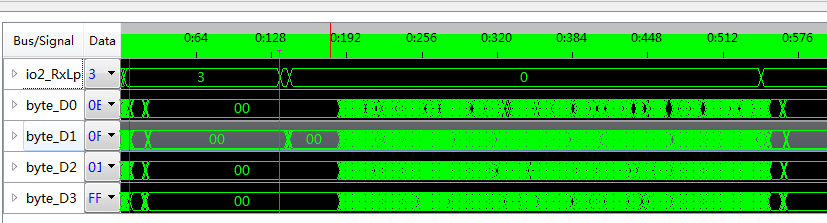 Bus/Signal Data 0:64 0:128 0:192 0:256 0:320 0:384 0:448 0:512 0:576
io2_RxLp 3 3 0
byte_D0 0E 00
byte_D1 0F 00 00
byte_D2 01 00
byte_D3 FF 00